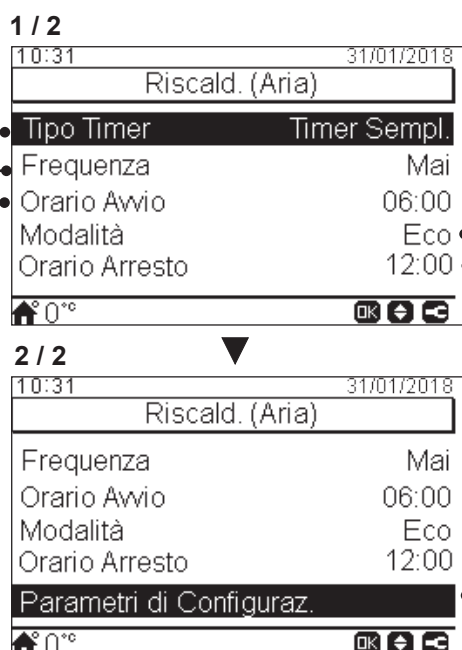 1 / 2
10:31 31/01/2018
Riscald. (Aria)
Tipo Timer Timer Sempl.
Frequenza Mai
Orario Avvio 06:00
Modalità Eco
Orario Arresto 12:00
0°C OK
2 / 2
10:31 31/01/2018
Riscald. (Aria)
Frequenza Mai
Orario Avvio 06:00
Modalità Eco
Orario Arresto 12:00
Parametri di Configuraz.
0°C OK